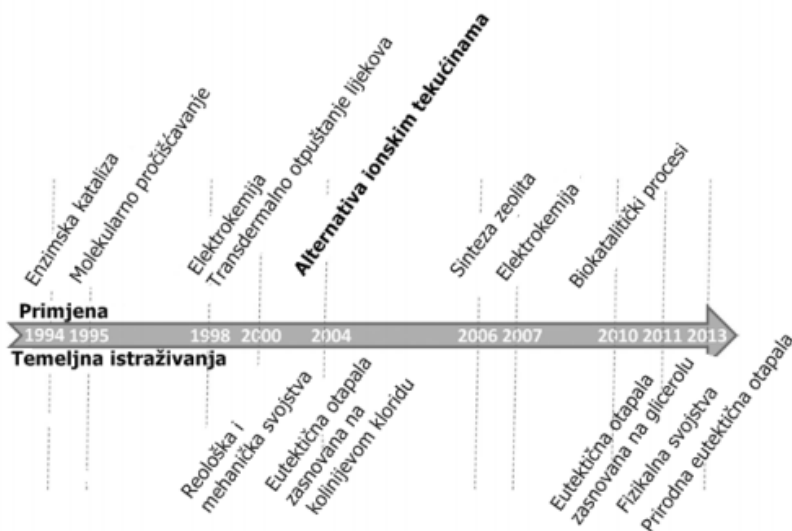 Enzimska kataliza
Molekularno pročišćavanje
Elektrokemija
Transdermalno otpuštanje lijekova
Alternativa ionskim tekućinama
Sinteza zeolita
Elektrokemija
Biokatalitički procesi
Primjena
1994 1995 1998 2000 2004 2006 2007 2010 2011 2013
Temeljna istraživanja
Reološka i
mehanička svojstva
Eutektična otapala
zasnovana na
kolinijevom kloridu
Eutektična otapala
zasnovana na glicerolu
Fizikalna svojstva
Prirodna eutektična otapala